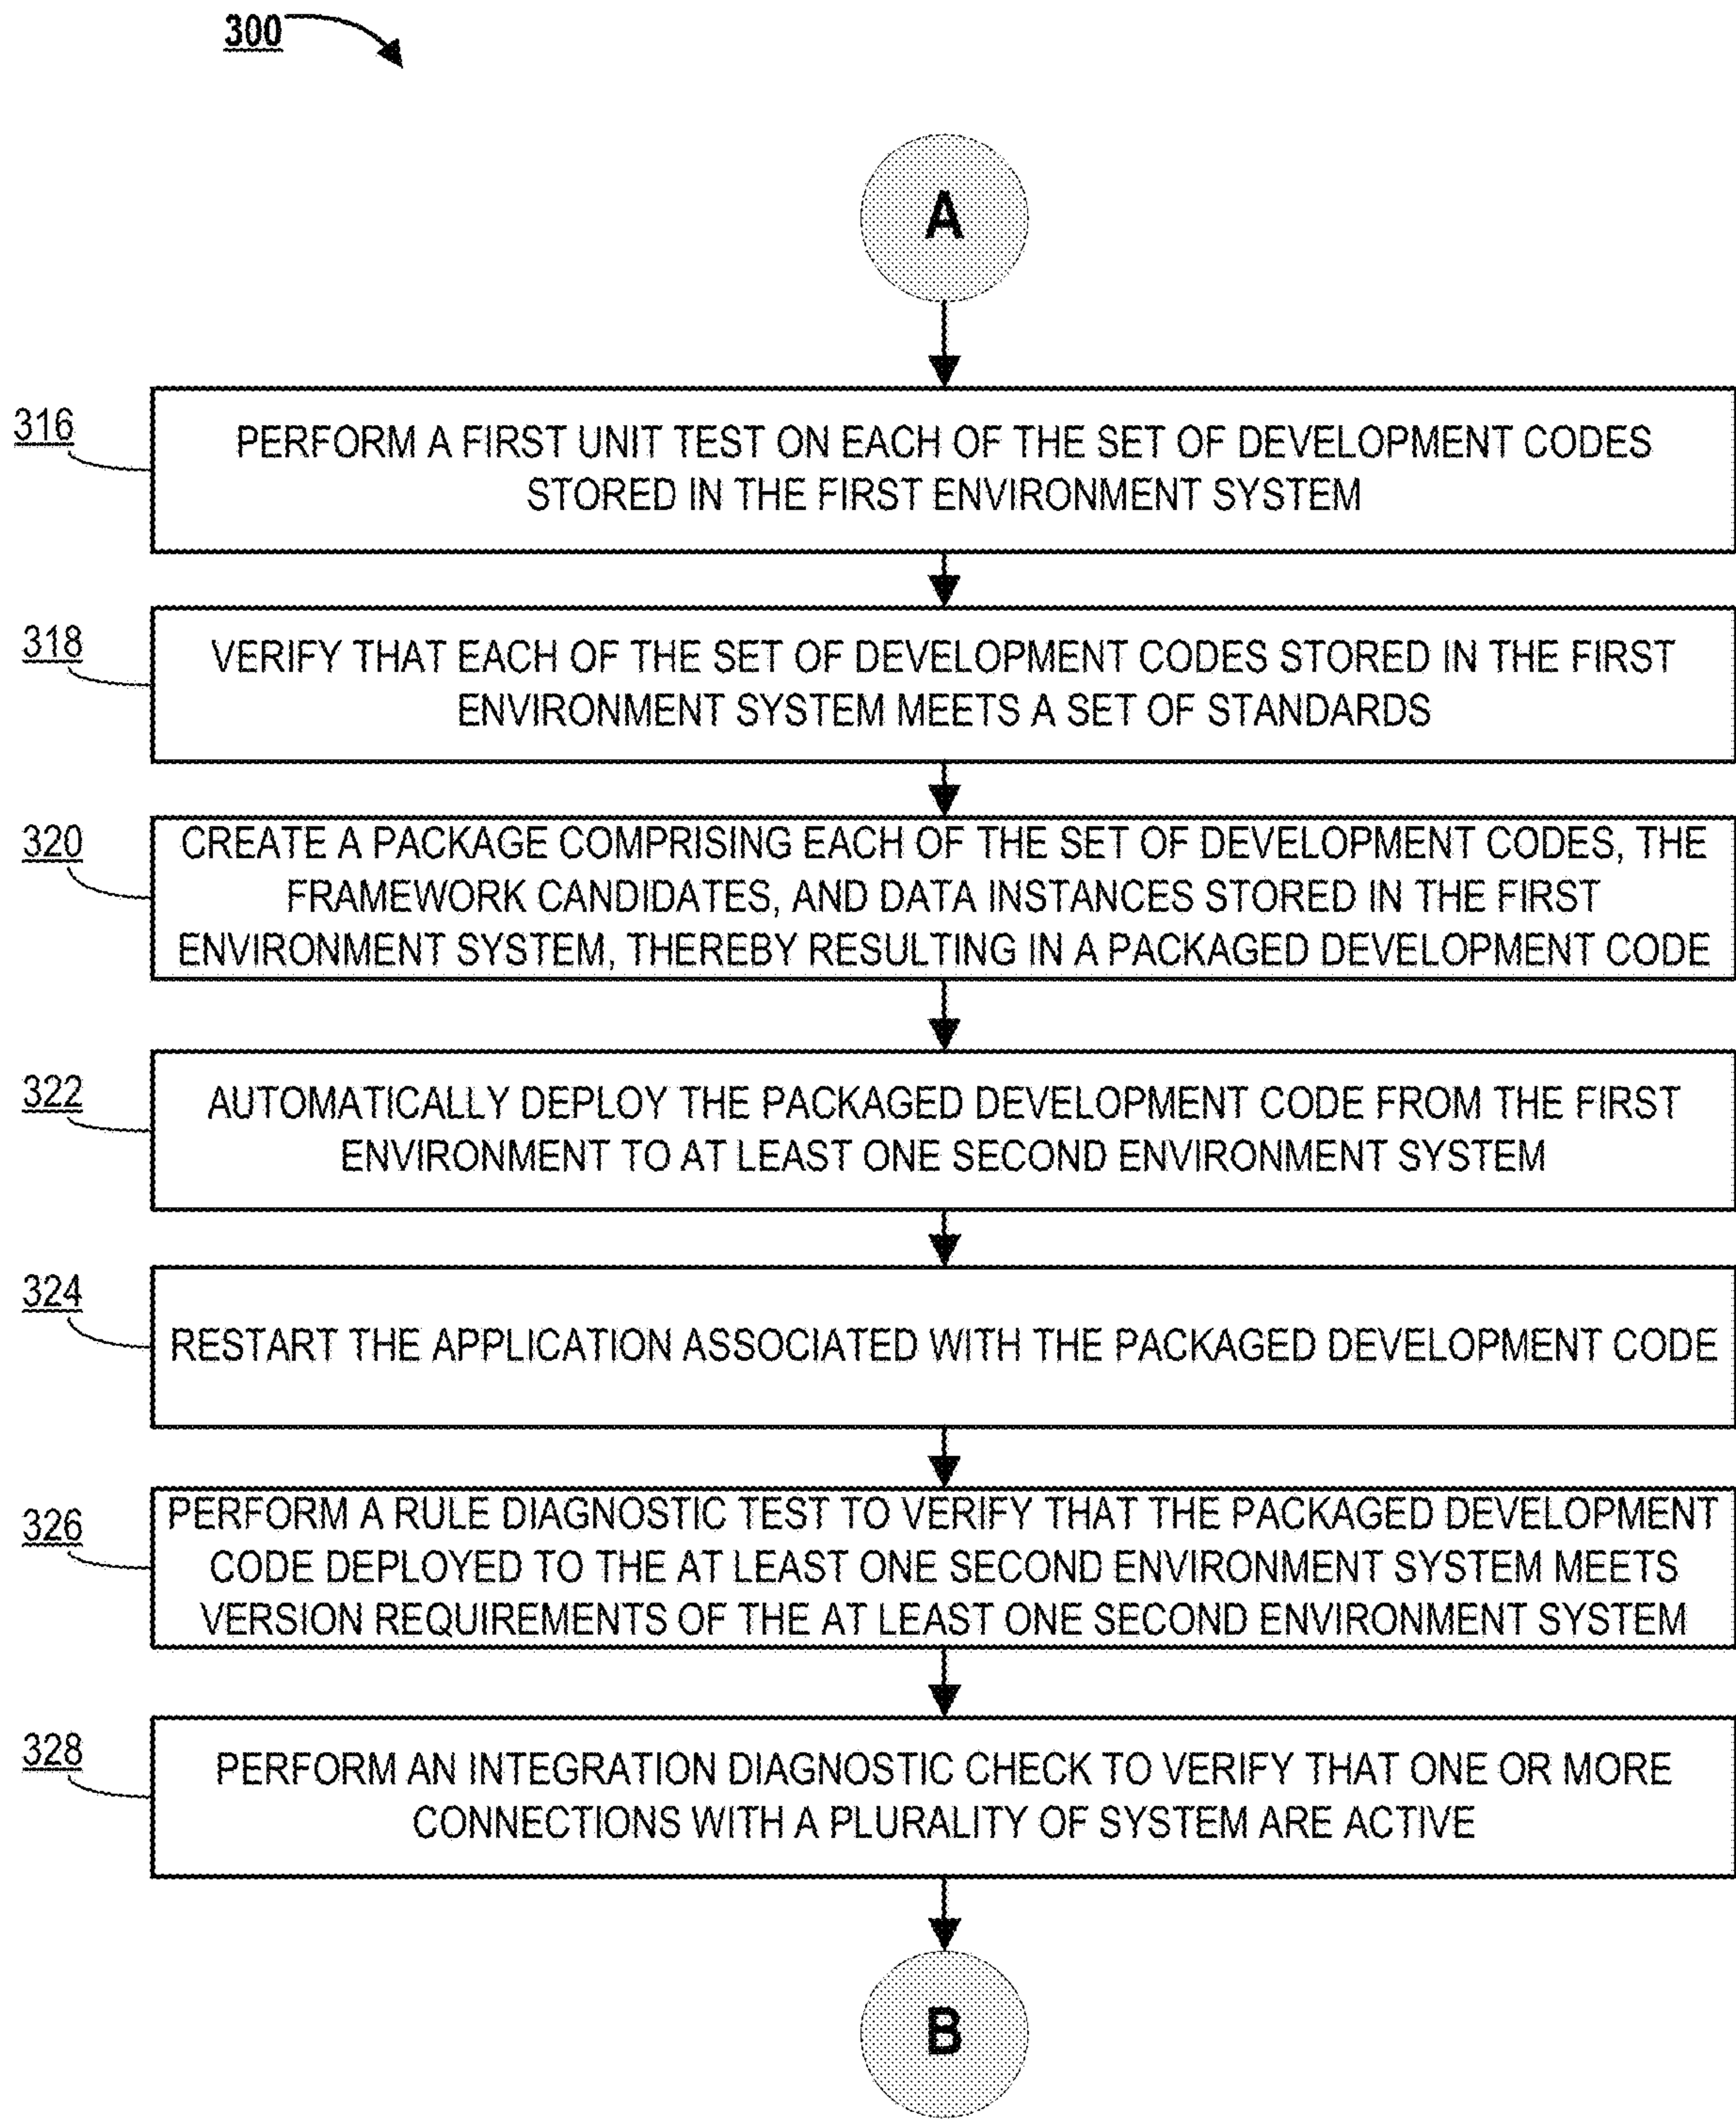 300
A
316
PERFORM A FIRST UNIT TEST ON EACH OF THE SET OF DEVELOPMENT CODES
STORED IN THE FIRST ENVIRONMENT SYSTEM
318
VERIFY THAT EACH OF THE SET OF DEVELOPMENT CODES STORED IN THE FIRST
ENVIRONMENT SYSTEM MEETS A SET OF STANDARDS
320
CREATE A PACKAGE COMPRISING EACH OF THE SET OF DEVELOPMENT CODES, THE
FRAMEWORK CANDIDATES, AND DATA INSTANCES STORED IN THE FIRST
ENVIRONMENT SYSTEM, THEREBY RESULTING IN A PACKAGED DEVELOPMENT CODE
322
AUTOMATICALLY DEPLOY THE PACKAGED DEVELOPMENT CODE FROM THE FIRST
ENVIRONMENT TO AT LEAST ONE SECOND ENVIRONMENT SYSTEM
324
RESTART THE APPLICATION ASSOCIATED WITH THE PACKAGED DEVELOPMENT CODE
326
PERFORM A RULE DIAGNOSTIC TEST TO VERIFY THAT THE PACKAGED DEVELOPMENT
CODE DEPLOYED TO THE AT LEAST ONE SECOND ENVIRONMENT SYSTEM MEETS
VERSION REQUIREMENTS OF THE AT LEAST ONE SECOND ENVIRONMENT SYSTEM
328
PERFORM AN INTEGRATION DIAGNOSTIC CHECK TO VERIFY THAT ONE OR MORE
CONNECTIONS WITH A PLURALITY OF SYSTEM ARE ACTIVE
B